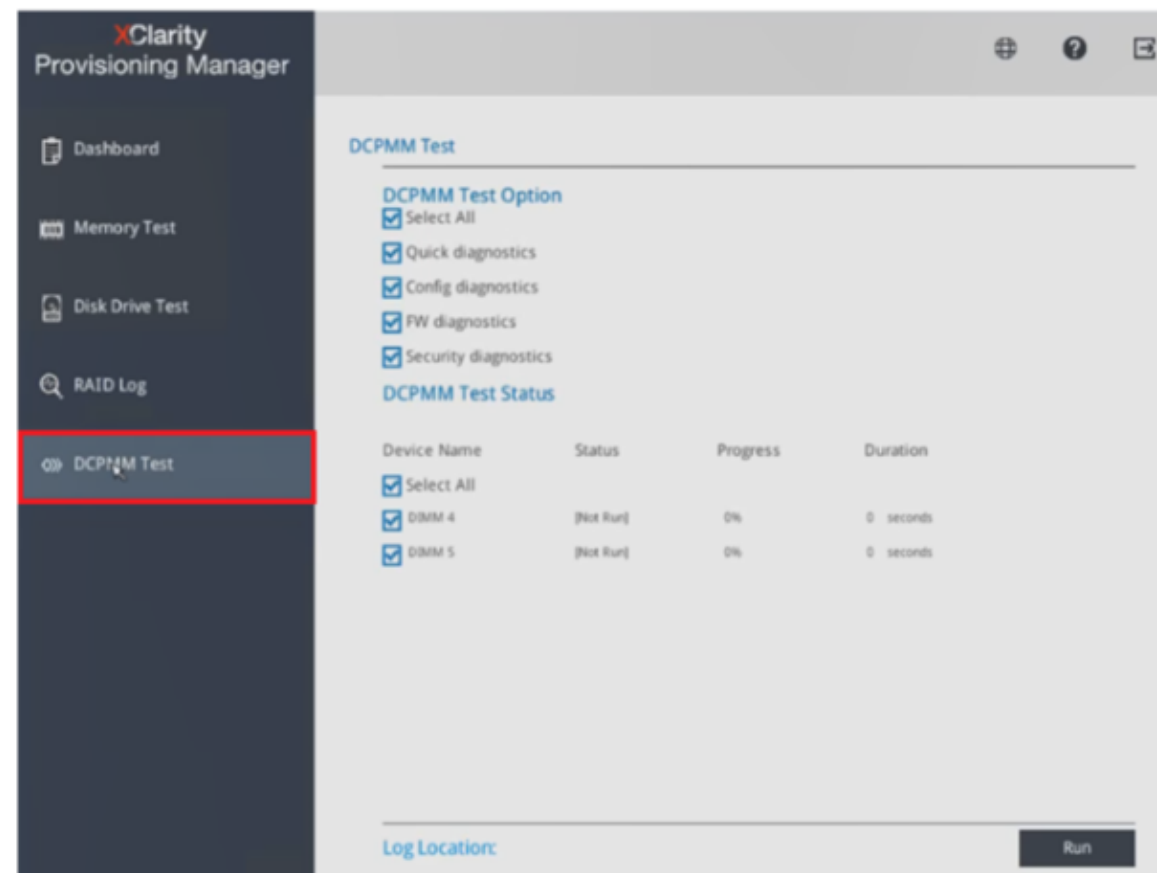 XClarity
Provisioning Manager
Dashboard
Memory Test
Disk Drive Test
RAID Log
DCPMM Test
DCPMM Test
DCPMM Test Option
Select All
Quick diagnostics
Config diagnostics
FW diagnostics
Security diagnostics
DCPMM Test Status
Device Name Status Progress Duration
Select All
DIMM 4 [Not Run] 0% 0 seconds
DIMM 5 [Not Run] 0% 0 seconds
Log Location:
Run